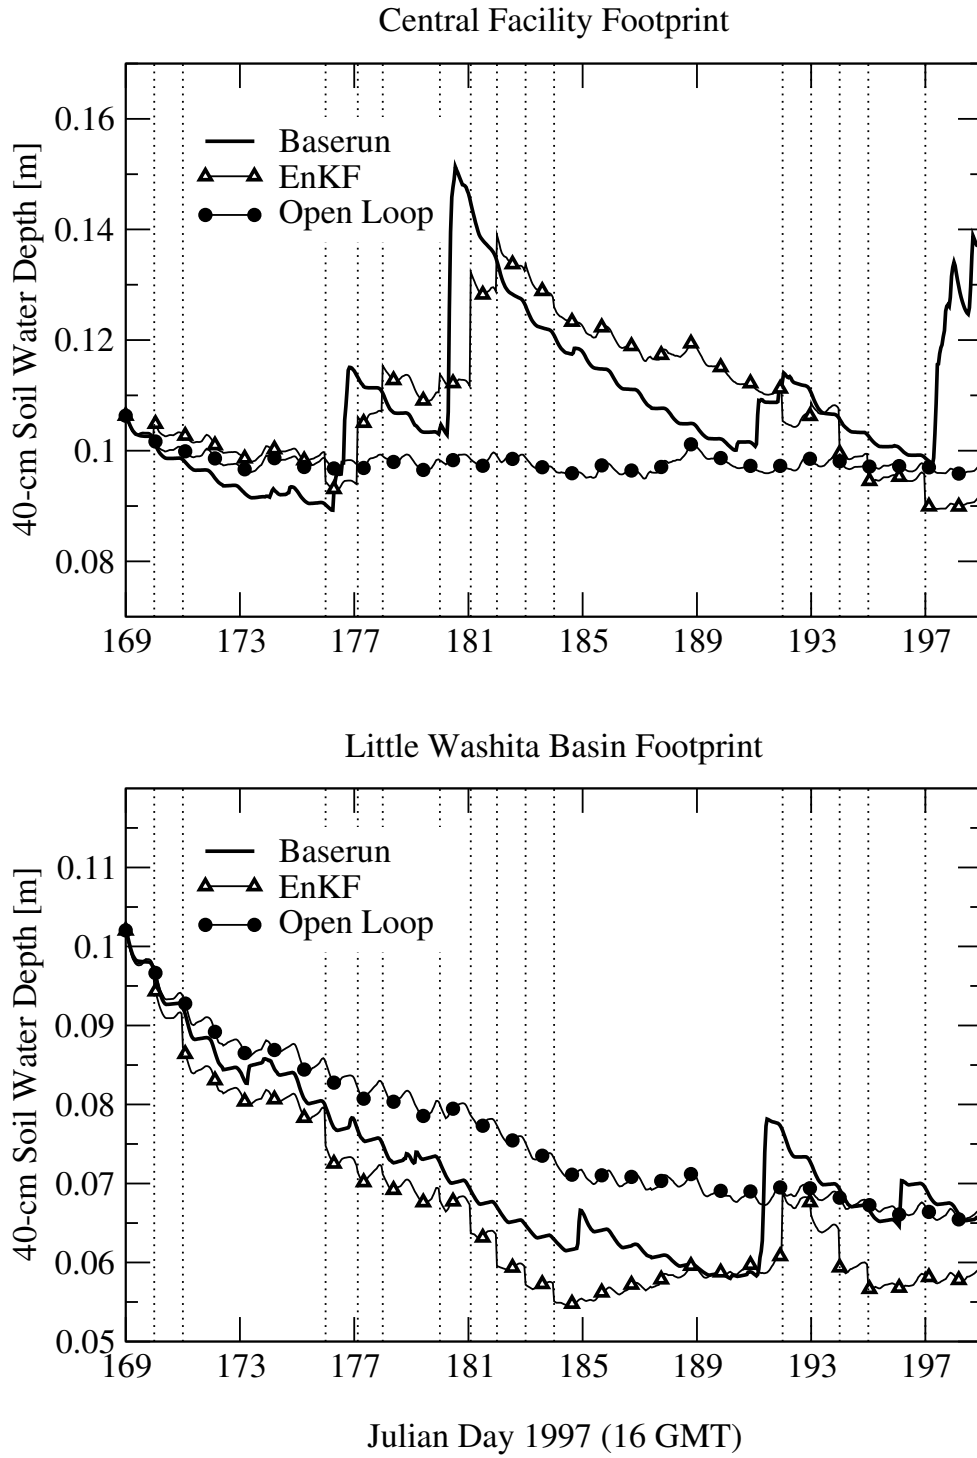 Central Facility Footprint
40-cm Soil Water Depth [m]
0.16
0.14
0.12
0.1
0.08
Baserun
EnKF
Open Loop
169 173 177 181 185 189 193 197
Little Washita Basin Footprint
40-cm Soil Water Depth [m]
0.11
0.1
0.09
0.08
0.07
0.06
0.05
Baserun
EnKF
Open Loop
169 173 177 181 185 189 193 197
Julian Day 1997 (16 GMT)